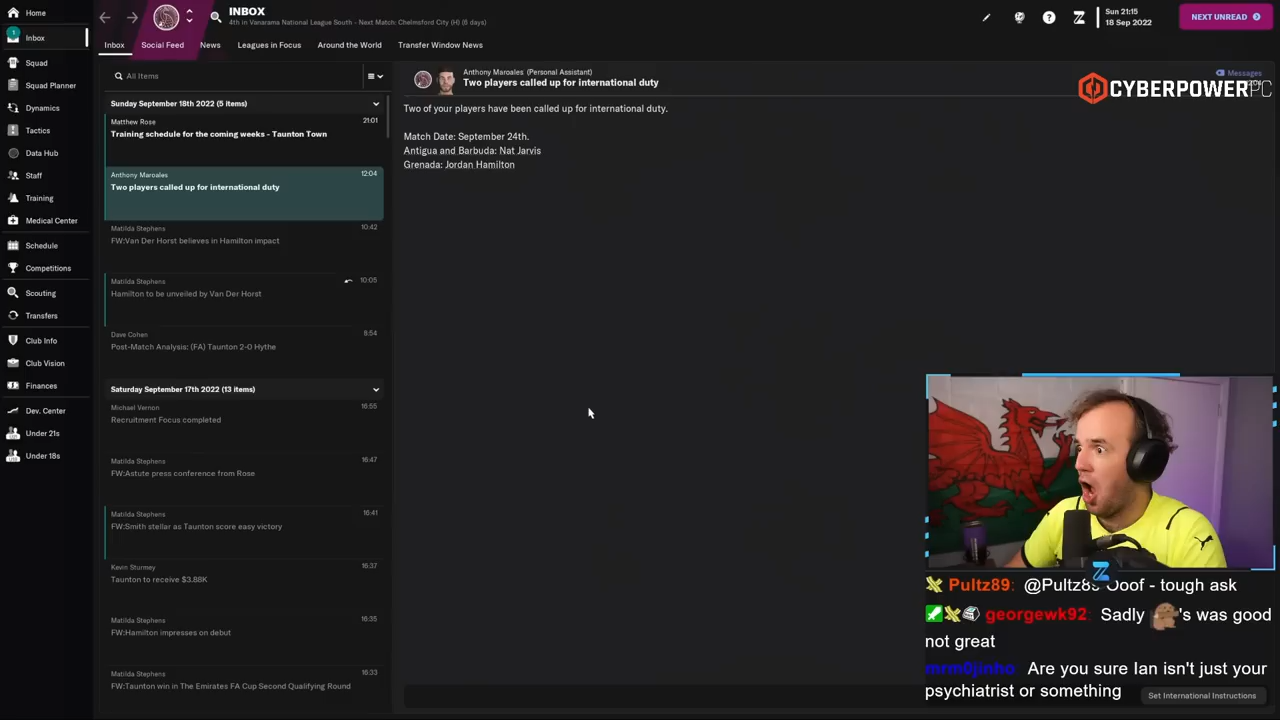 Home
Inbox
1
Squad
Squad Planner
Dynamics
Tactics
Data Hub
Staff
Training
Medical Center
Schedule
Competitions
Scouting
Transfers
Club Info
Club Vision
Finances
Dev. Center
Under 21s
Under 18s
INBOX
4th in Vanarama National League South - Next Match: Chelmsford City (H) (6 days)
Sun 21:15
18 Sep 2022
NEXT UNREAD
Inbox
Social Feed
News
Leagues in Focus
Around the World
Transfer Window News
All Items
Sunday September 18th 2022 (5 items)
Matthew Rose 21:01
Training schedule for the coming weeks - Taunton Town
Anthony Maroales 12:04
Two players called up for international duty
Matilda Stephens 10:42
FW:Van Der Horst believes in Hamilton impact
Matilda Stephens 10:05
Hamilton to be unveiled by Van Der Horst
Dave Cohen 8:54
Post-Match Analysis: (FA) Taunton 2-0 Hythe
Saturday September 17th 2022 (13 items)
Michael Vernon 16:55
Recruitment Focus completed
Matilda Stephens 16:47
FW:Astute press conference from Rose
Matilda Stephens 16:41
FW:Smith stellar as Taunton score easy victory
Kevin Sturmey 16:37
Taunton to receive $3.88K
Matilda Stephens 16:35
FW:Hamilton impresses on debut
Matilda Stephens 16:33
FW:Taunton win in The Emirates FA Cup Second Qualifying Round
Anthony Maroales (Personal Assistant)
Two players called up for international duty
Messages
CYBERPOWERPC
Two of your players have been called up for international duty.
Match Date: September 24th.
Antigua and Barbuda: Nat Jarvis
Grenada: Jordan Hamilton
Pultz89: @Pultz89 Ooof - tough ask
georgewk92: Sadly 's was good
not great
mrm0jinho: Are you sure Ian isn't just your
psychiatrist or something
Set International Instructions